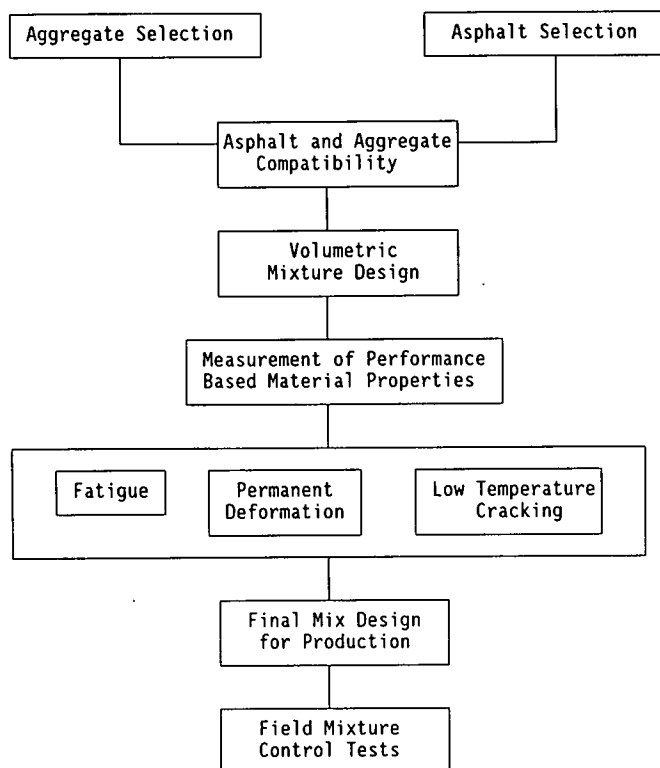 Aggregate Selection
Asphalt Selection
Asphalt and Aggregate
Compatibility
Volumetric
Mixture Design
Measurement of Performance
Based Material Properties
Fatigue
Permanent
Deformation
Low Temperature
Cracking
Final Mix Design
for Production
Field Mixture
Control Tests